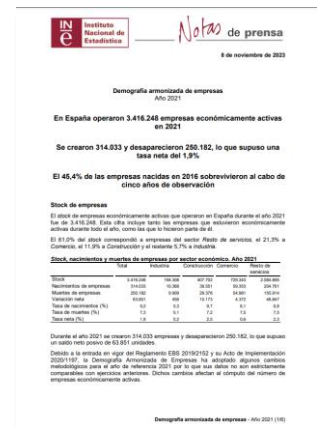 INE
Instituto
Nacional de
Estadística
Notas de prensa
8 de noviembre de 2023
Demografía armonizada de empresas
Año 2021
En España operaron 3.416.248 empresas económicamente activas
en 2021
Se crearon 314.033 y desaparecieron 250.182, lo que supuso una
tasa neta del 1,9%
El 45,4% de las empresas nacidas en 2016 sobrevivieron al cabo de
cinco años de observación
Stock de empresas
El stock de empresas económicamente activas que operaron en España durante el año 2021
fue de 3.416.248. Esta cifra incluye tanto las empresas que estuvieron económicamente
activas durante todo el año, como las que lo hicieron parte de él.
El 61,0% del stock correspondió a empresas del sector Resto de servicios, el 21,3% a
Comercio, el 11,9% a Construcción y el restante 5,7% a Industria.
Stock, nacimientos y muertes de empresas por sector económico. Año 2021
Total Industria Construcción Comercio Resto de
servicios
Stock 3.416.248
Nacimientos de empresas 314.033
Muertes de empresas 250.182
Variación neta 63.851
Tasa de nacimientos (%) 9,2
Tasa de muertes (%) 7,3
Tasa neta (%) 1,9
Durante el año 2021 se crearon 314.033 empresas y desaparecieron 250.182, lo que supuso
un saldo neto positivo de 63.851 unidades.
Debido a la entrada en vigor del Reglamento EBS 2019/2152 y su Acto de Implementación
2020/1197, la Demografía Armonizada de Empresas ha adoptado algunos cambios
metodológicos para el año de referencia 2021 por lo que sus datos no son estrictamente
comparables con ejercicios anteriores. Dichos cambios afectan al cómputo del número de
empresas económicamente activas.
Demografía armonizada de empresas - Año 2021 (1/8)